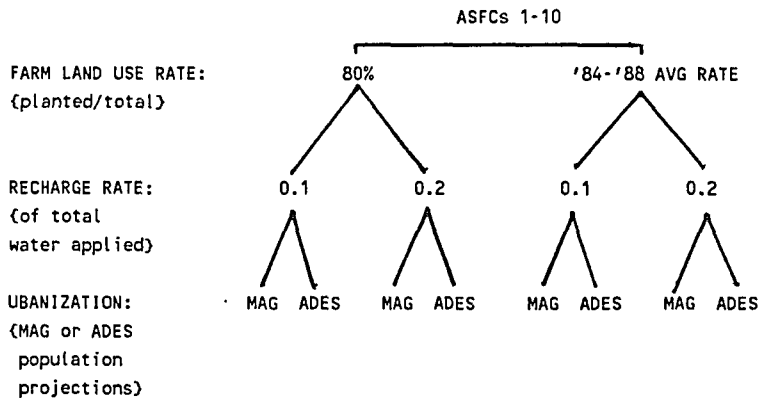 ASFCs 1-10
FARM LAND USE RATE: 80% '84-'88 AVG RATE
{planted/total}
RECHARGE RATE: 0.1 0.2 0.1 0.2
{of total
water applied}
UBANIZATION: MAG ADES MAG ADES MAG ADES MAG ADES
{MAG or ADES
population
projections}